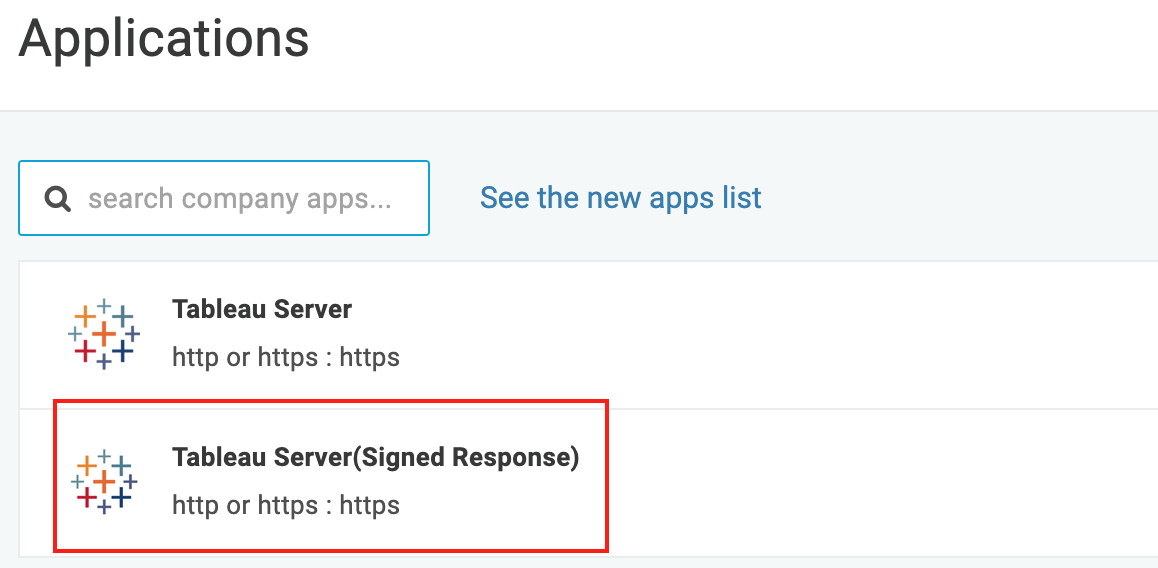 Applications
search company apps...
See the new apps list
Tableau Server
http or https : https
Tableau Server(Signed Response)
http or https : https